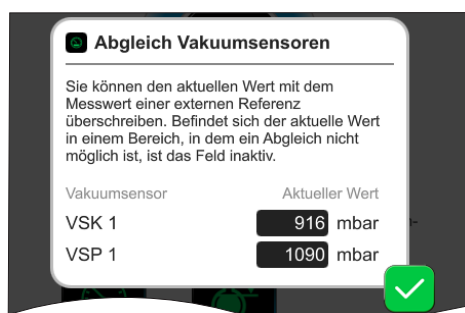 Abgleich Vakuumsensoren
Sie können den aktuellen Wert mit dem
Messwert einer externen Referenz
überschreiben. Befindet sich der aktuelle Wert
in einem Bereich, in dem ein Abgleich nicht
möglich ist, ist das Feld inaktiv.
Vakuumsensor Aktueller Wert
VSK 1 916 mbar
VSP 1 1090 mbar